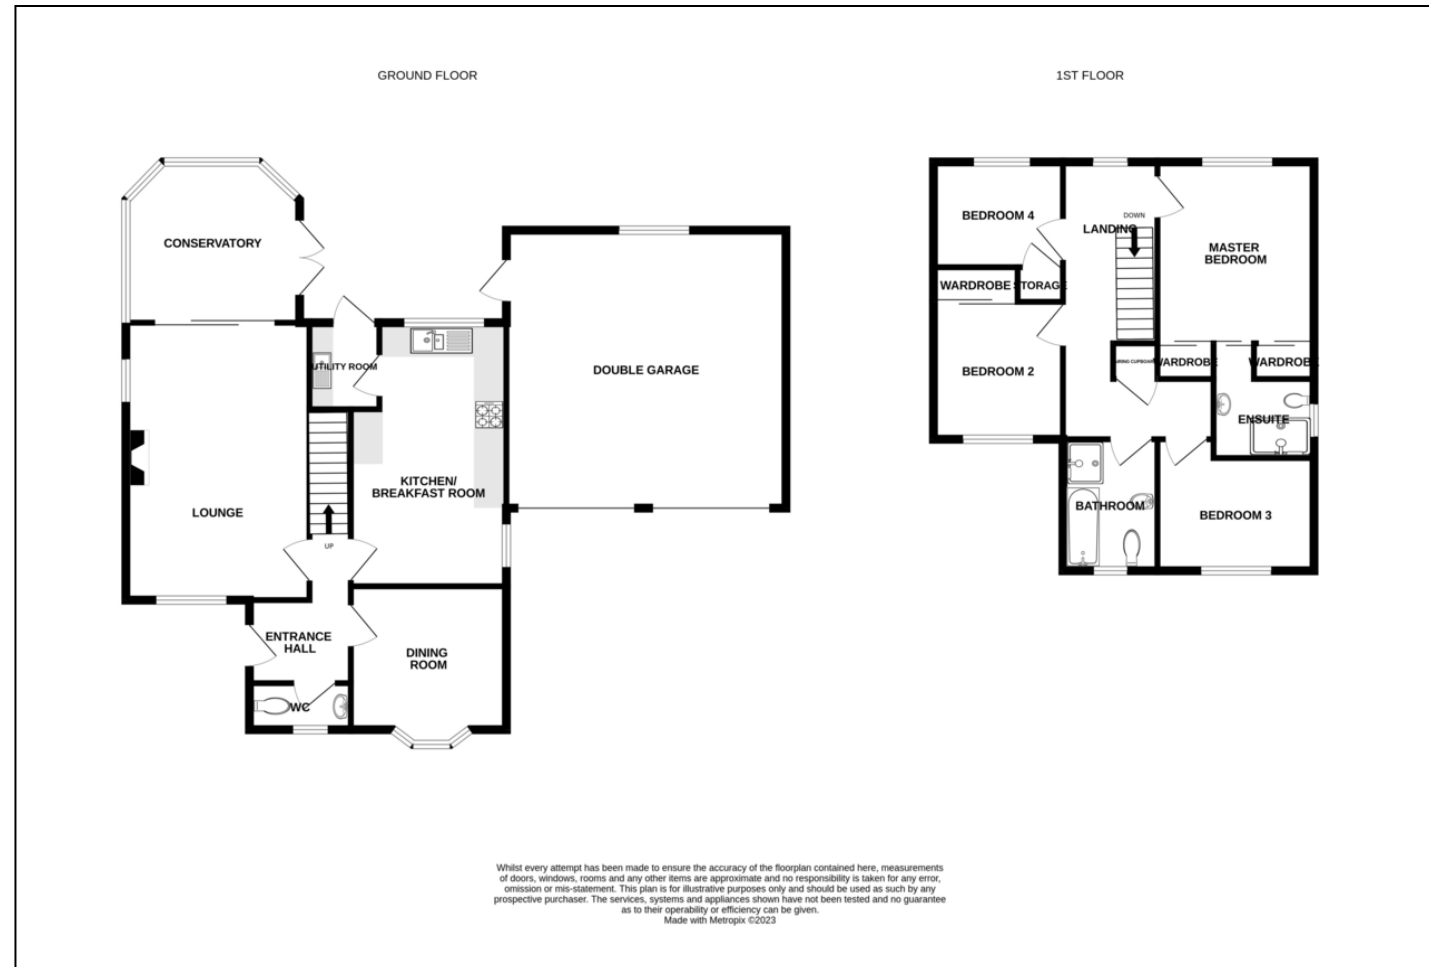 GROUND FLOOR
1ST FLOOR
CONSERVATORY
UTILITY ROOM
DOUBLE GARAGE
LOUNGE
KITCHEN/
BREAKFAST ROOM
UP
ENTRANCE
HALL
DINING
ROOM
WC
BEDROOM 4
DOWN
LANDING
MASTER
BEDROOM
WARDROBE
STORAGE
BEDROOM 2
CUPBOARD
WARDROBE
WARDROBE
ENSUITE
BATHROOM
BEDROOM 3
Whilst every attempt has been made to ensure the accuracy of the floorplan contained here, measurements
of doors, windows, rooms and any other items are approximate and no responsibility is taken for any error,
omission or mis-statement. This plan is for illustrative purposes only and should be used as such by any
prospective purchaser. The services, systems and appliances shown have not been tested and no guarantee
as to their operability or efficiency can be given.
Made with Metropix ©2023